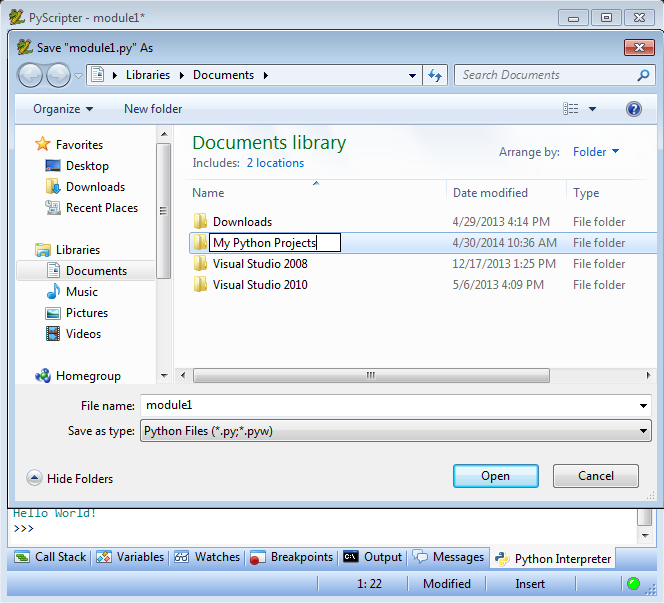 PyScripter - module1*
Save "module1.py" As
Libraries Documents
Search Documents
Organize New folder
Favorites
Desktop
Downloads
Recent Places
Libraries
Documents
Music
Pictures
Videos
Homegroup
Documents library
Includes: 2 locations
Arrange by: Folder
Name Date modified Type
Downloads 4/29/2013 4:14 PM File folder
My Python Projects 4/30/2014 10:36 AM File folder
Visual Studio 2008 12/17/2013 1:25 PM File folder
Visual Studio 2010 5/6/2013 4:09 PM File folder
File name: module1
Save as type: Python Files (*.py;*.pyw)
Hide Folders Open Cancel
Hello World!
>>>
Call Stack Variables Watches Breakpoints Output Messages Python Interpreter
1: 22 Modified Insert